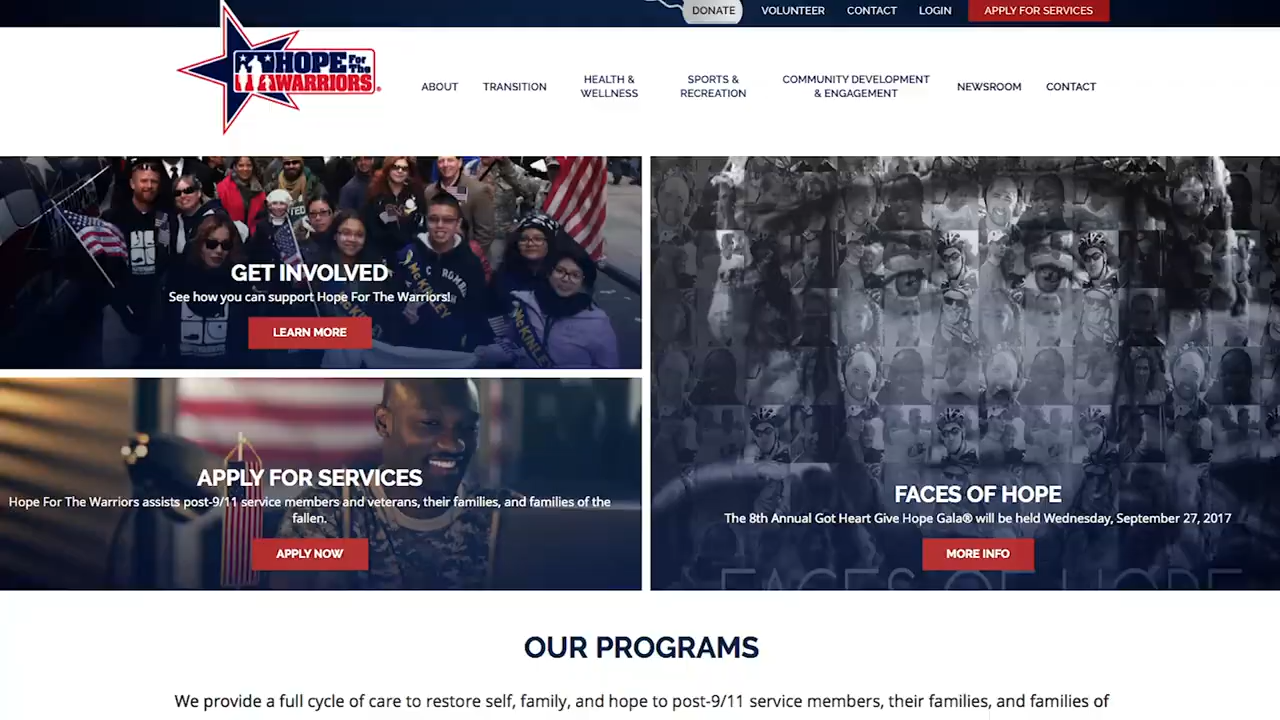 DONATE
VOLUNTEER
CONTACT
LOGIN
APPLY FOR SERVICES
HOPE For The
WARRIORS®
ABOUT
TRANSITION
HEALTH &
WELLNESS
SPORTS &
RECREATION
COMMUNITY DEVELOPMENT
& ENGAGEMENT
NEWSROOM
CONTACT
GET INVOLVED
See how you can support Hope For The Warriors!
LEARN MORE
APPLY FOR SERVICES
Hope For The Warriors assists post-9/11 service members and veterans, their families, and families of the
fallen.
APPLY NOW
FACES OF HOPE
The 8th Annual Got Heart Give Hope Gala® will be held Wednesday, September 27, 2017
MORE INFO
FACES OF HOPE
OUR PROGRAMS
We provide a full cycle of care to restore self, family, and hope to post-9/11 service members, their families, and families of